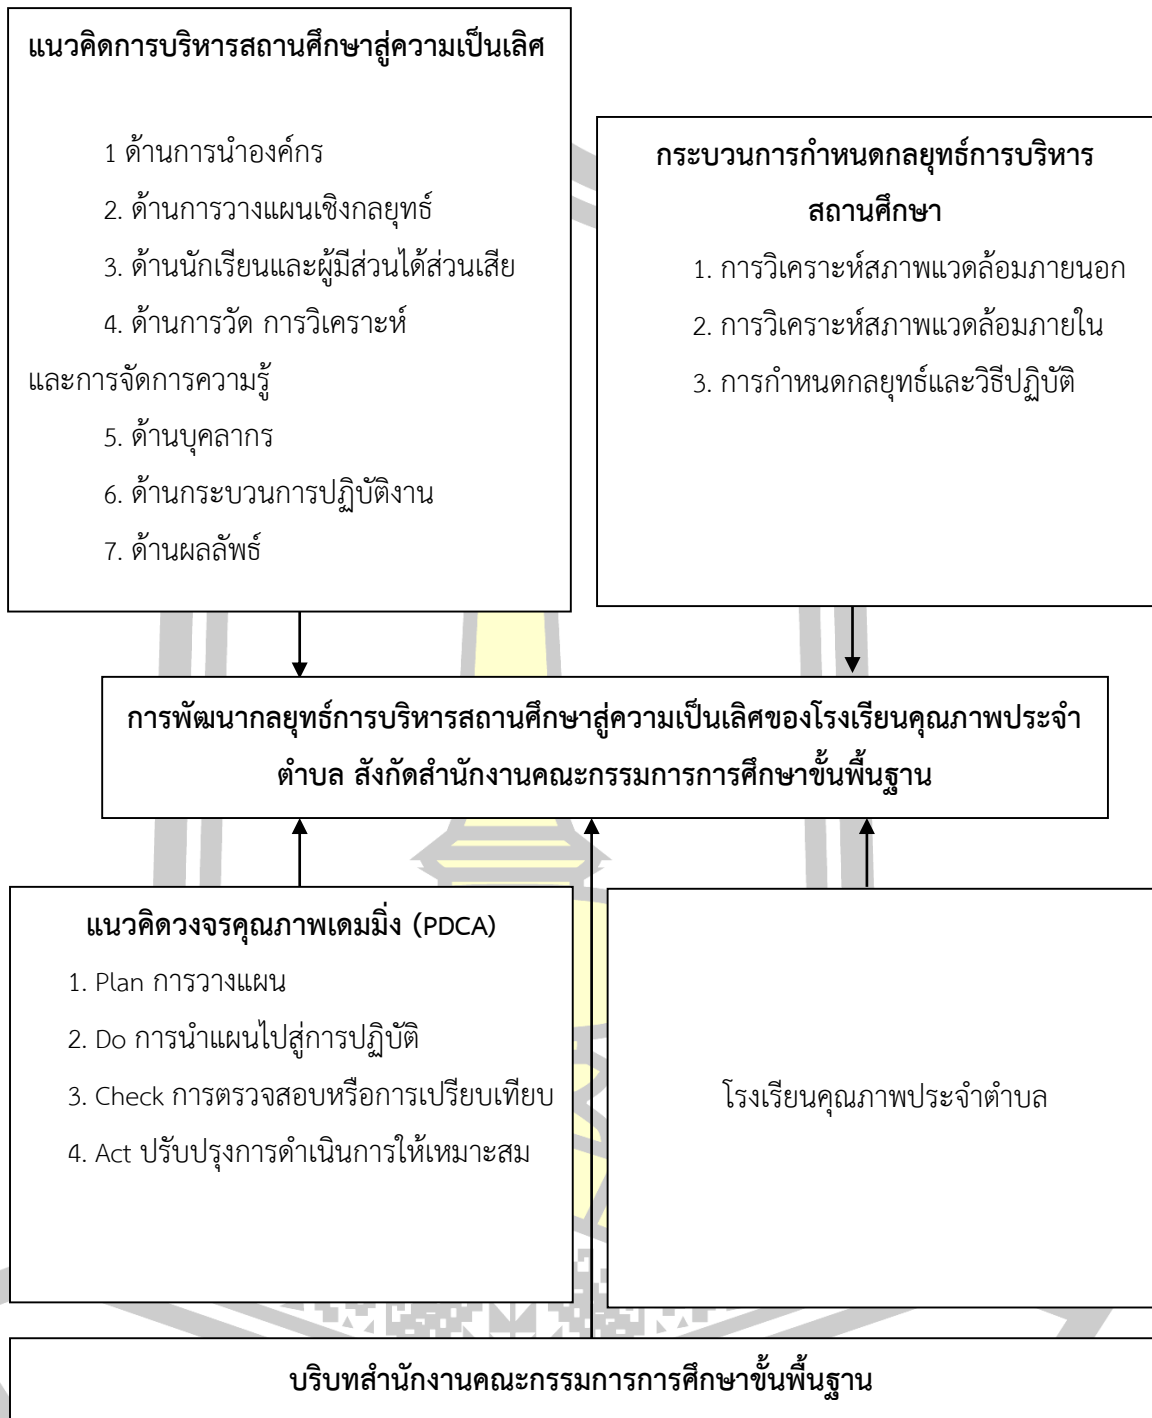 แนวคิดการบริหารสถานศึกษาสู่ความเป็นเลิศ
1 ด้านการนำองค์กร
2. ด้านการวางแผนเชิงกลยุทธ์
3. ด้านนักเรียนและผู้มีส่วนได้ส่วนเสีย
4. ด้านการวัด การวิเคราะห์
และการจัดการความรู้
5. ด้านบุคลากร
6. ด้านกระบวนการปฏิบัติงาน
7. ด้านผลลัพธ์
กระบวนการกำหนดกลยุทธ์การบริหาร
สถานศึกษา
1. การวิเคราะห์สภาพแวดล้อมภายนอก
2. การวิเคราะห์สภาพแวดล้อมภายใน
3. การกำหนดกลยุทธ์และวิธีปฏิบัติ
การพัฒนากลยุทธ์การบริหารสถานศึกษาสู่ความเป็นเลิศของโรงเรียนคุณภาพประจำ
ตำบล สังกัดสำนักงานคณะกรรมการการศึกษาขั้นพื้นฐาน
แนวคิดวงจรคุณภาพเดมมิ่ง (PDCA)
1. Plan การวางแผน
2. Do การนำแผนไปสู่การปฏิบัติ
3. Check การตรวจสอบหรือการเปรียบเทียบ
4. Act ปรับปรุงการดำเนินการให้เหมาะสม
โรงเรียนคุณภาพประจำตำบล
บริบทสำนักงานคณะกรรมการการศึกษาขั้นพื้นฐาน